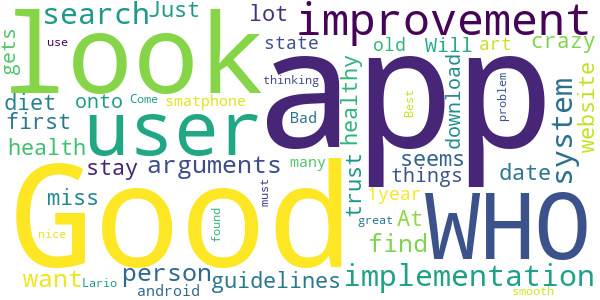 search
Just
lot
improvement
gets
look
use
state
old
Will
art
crazy
app
thinking
diet
onto
Come
smatphone
user
Bad
healthy
download
Best
problem
system
website
first
health
stay
arguments
many
trust
seems
things
date
Good
miss
must
1year
At
WHO
find
found
great
nice
want
Lario
person
android
guidelines
implementation
smooth